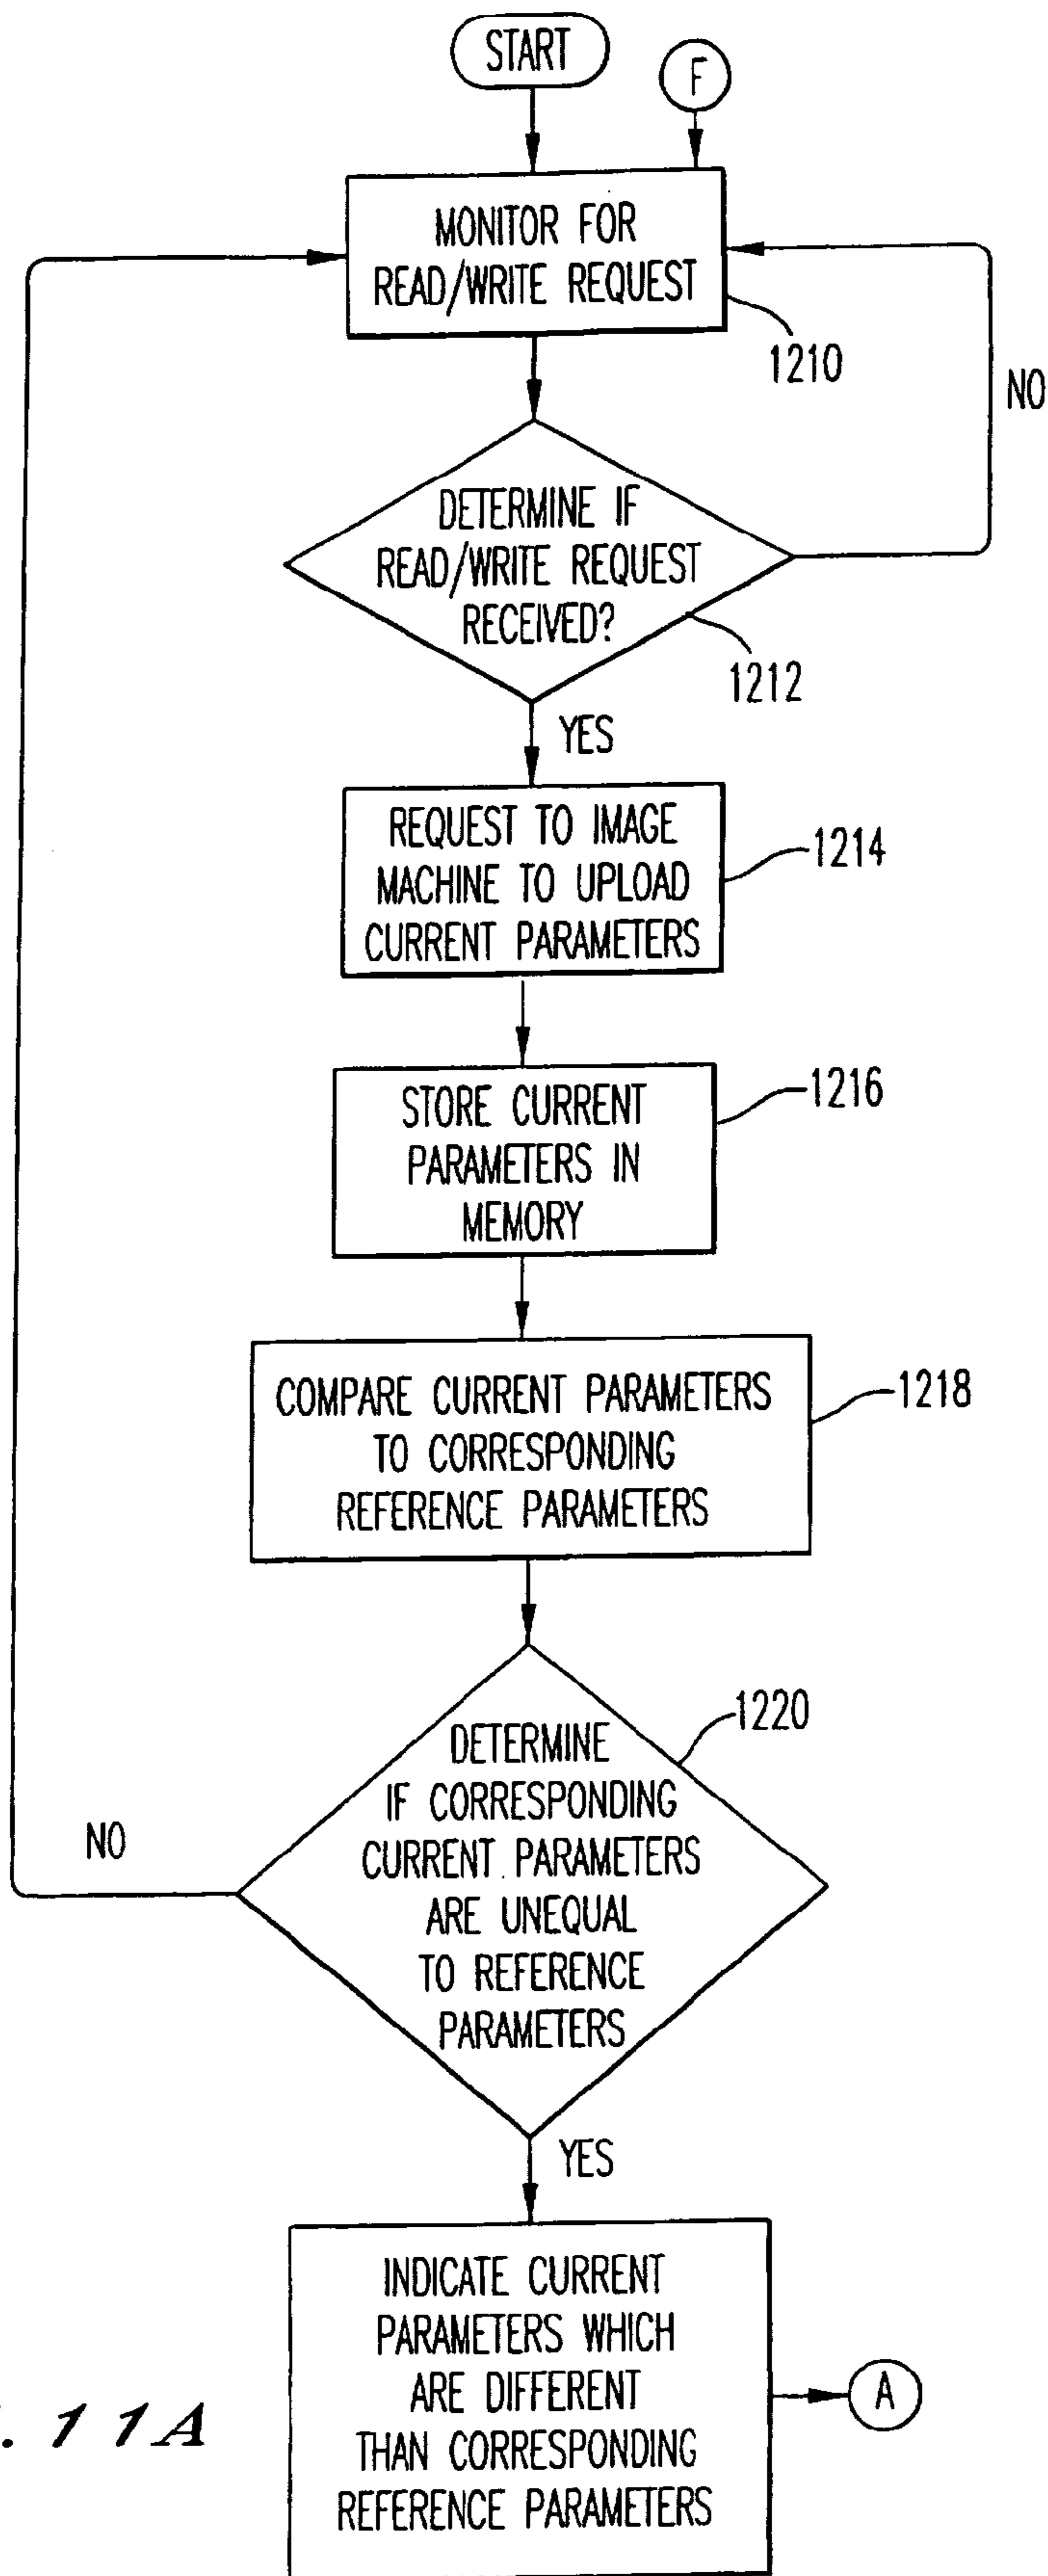 START
F
MONITOR FOR
READ/WRITE REQUEST
1210
NO
DETERMINE IF
READ/WRITE REQUEST
RECEIVED?
1212
YES
REQUEST TO IMAGE
MACHINE TO UPLOAD
CURRENT PARAMETERS
1214
STORE CURRENT
PARAMETERS IN
MEMORY
1216
COMPARE CURRENT PARAMETERS
TO CORRESPONDING
REFERENCE PARAMETERS
1218
1220
DETERMINE
IF CORRESPONDING
CURRENT PARAMETERS
ARE UNEQUAL
TO REFERENCE
PARAMETERS
NO
YES
INDICATE CURRENT
PARAMETERS WHICH
ARE DIFFERENT
THAN CORRESPONDING
REFERENCE PARAMETERS
A
. 11A